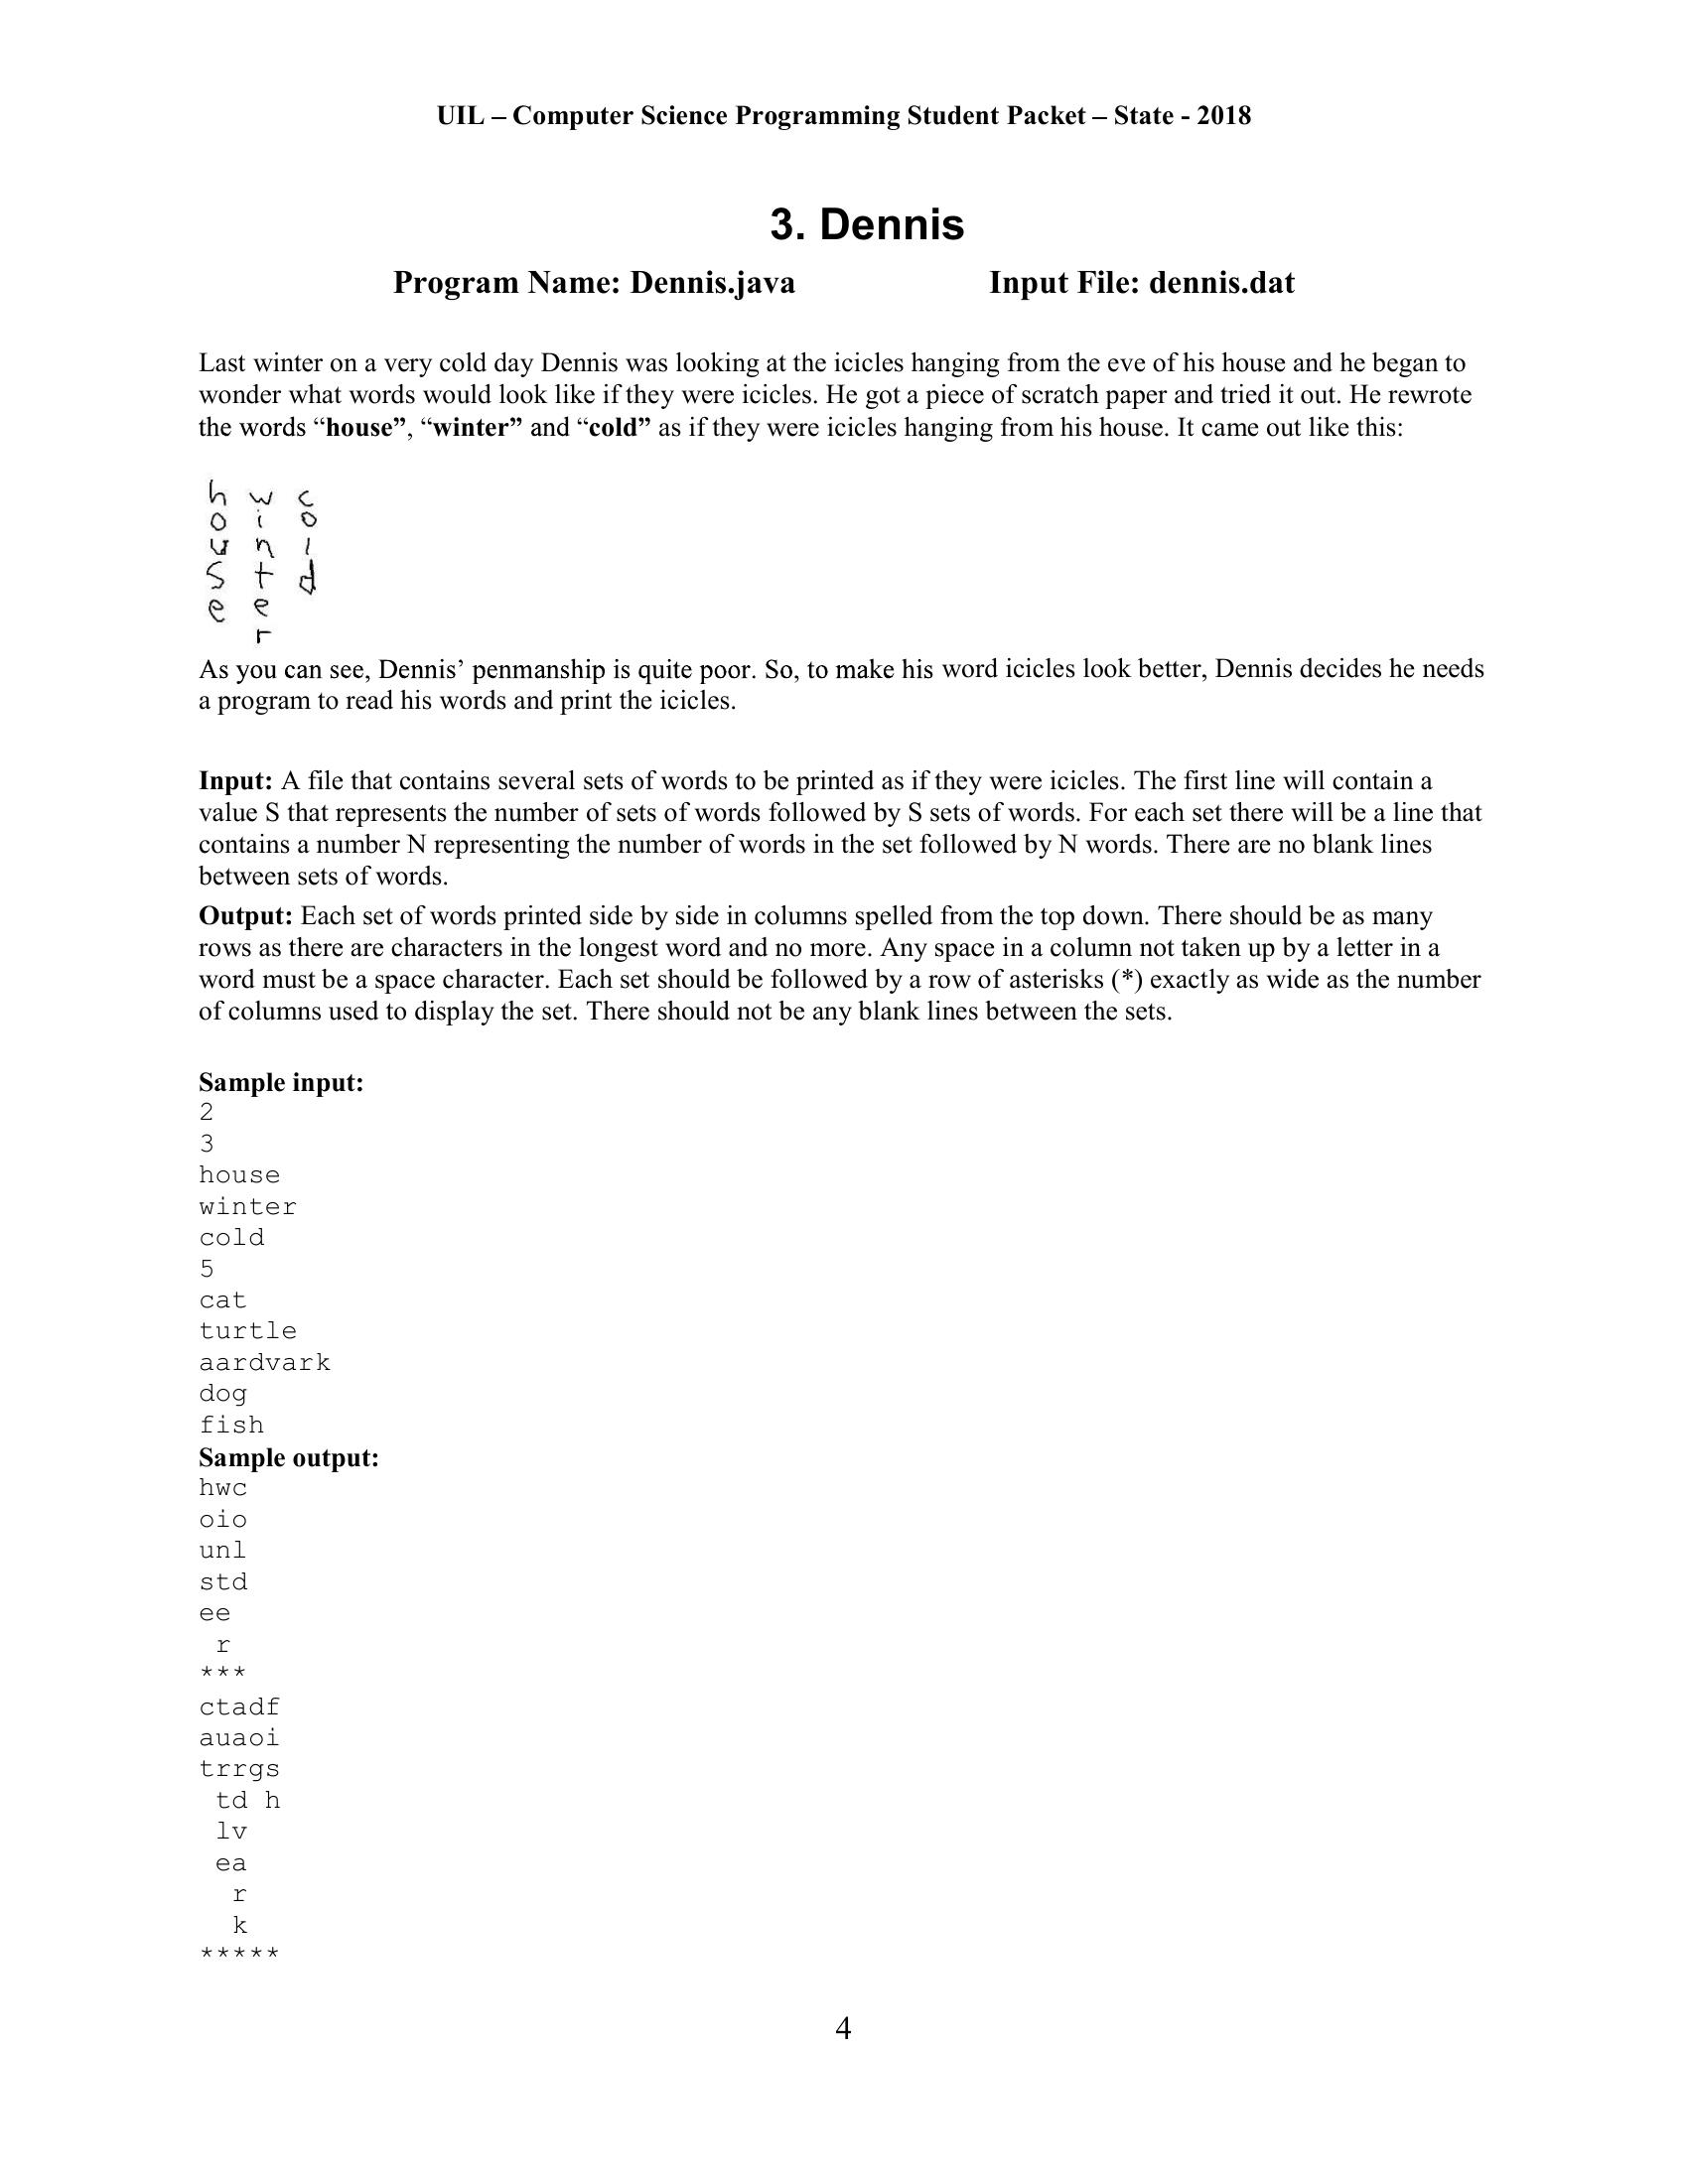 UIL – Computer Science Programming Student Packet – State - 2018
3. Dennis
Program Name: Dennis.java Input File: dennis.dat
Last winter on a very cold day Dennis was looking at the icicles hanging from the eve of his house and he began to
wonder what words would look like if they were icicles. He got a piece of scratch paper and tried it out. He rewrote
the words “house”, “winter” and “cold” as if they were icicles hanging from his house. It came out like this:
h w c
o i o
u n l
s t d
e e
r
As you can see, Dennis’ penmanship is quite poor. So, to make his word icicles look better, Dennis decides he needs
a program to read his words and print the icicles.
Input: A file that contains several sets of words to be printed as if they were icicles. The first line will contain a
value S that represents the number of sets of words followed by S sets of words. For each set there will be a line that
contains a number N representing the number of words in the set followed by N words. There are no blank lines
between sets of words.
Output: Each set of words printed side by side in columns spelled from the top down. There should be as many
rows as there are characters in the longest word and no more. Any space in a column not taken up by a letter in a
word must be a space character. Each set should be followed by a row of asterisks (*) exactly as wide as the number
of columns used to display the set. There should not be any blank lines between the sets.
Sample input:
2
3
house
winter
cold
5
cat
turtle
aardvark
dog
fish
Sample output:
hwc
oio
unl
std
ee
 r
***
ctadf
auaoi
trrgs
 td h
 lv
 ea
  r
  k
*****
4